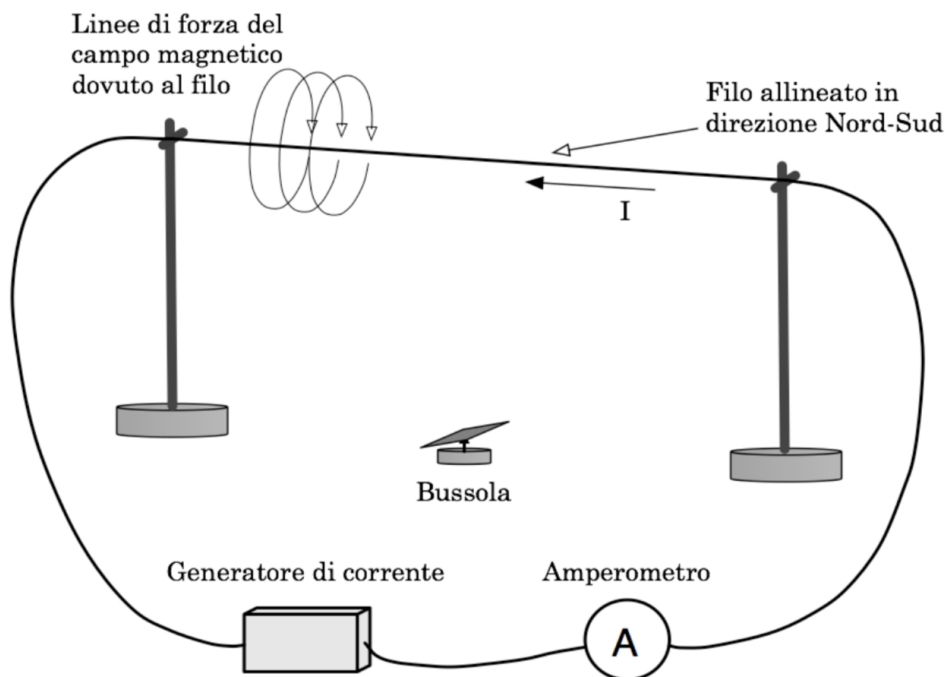 Linee di forza del
campo magnetico
dovuto al filo
Filo allineato in
direzione Nord-Sud
I
Bussola
Generatore di corrente
Amperometro
A